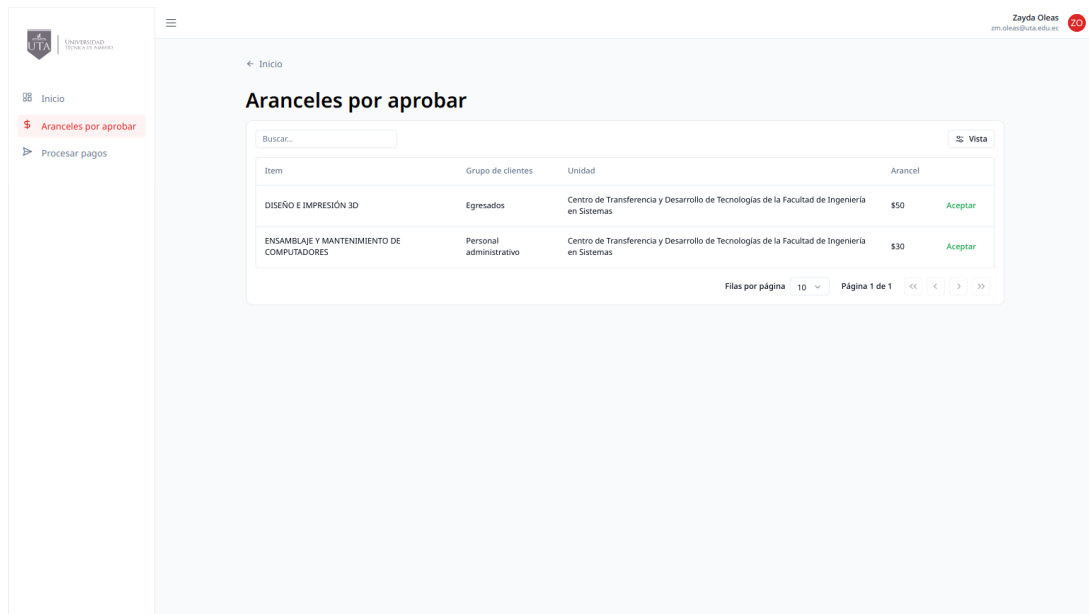 Zayda Oleas
zm.oleas@uta.edu.ec
ZO
UTA
UNIVERSIDAD
TÉCNICA DE AMBATO
Inicio
Aranceles por aprobar
Procesar pagos
← Inicio
Aranceles por aprobar
Buscar...
Vista
Item Grupo de clientes Unidad Arancel
DISEÑO E IMPRESIÓN 3D Egresados Centro de Transferencia y Desarrollo de Tecnologías de la Facultad de Ingeniería $50 Aceptar
en Sistemas
ENSAMBLAJE Y MANTENIMIENTO DE Personal Centro de Transferencia y Desarrollo de Tecnologías de la Facultad de Ingeniería $30 Aceptar
COMPUTADORES administrativo en Sistemas
Filas por página 10 Página 1 de 1